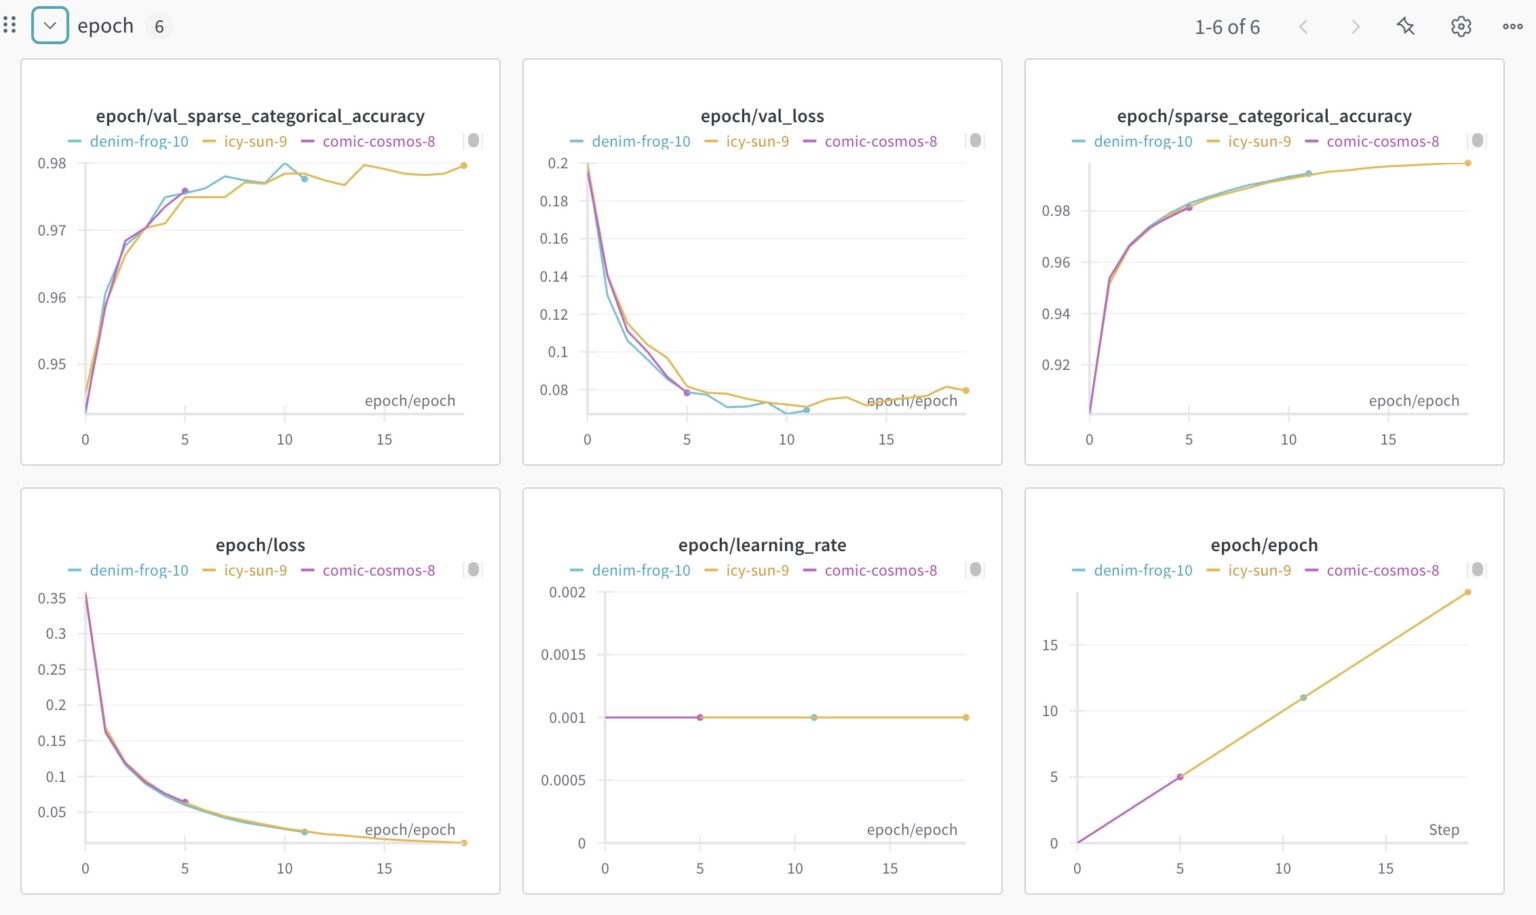 epoch 6 1-6 of 6
epoch/val_sparse_categorical_accuracy
denim-frog-10 icy-sun-9 comic-cosmos-8
0.98
0.97
0.96
0.95
epoch/epoch
0 5 10 15
epoch/val_loss
denim-frog-10 icy-sun-9 comic-cosmos-8
0.2
0.18
0.16
0.14
0.12
0.1
0.08
epoch/epoch
0 5 10 15
epoch/sparse_categorical_accuracy
denim-frog-10 icy-sun-9 comic-cosmos-8
0.98
0.96
0.94
0.92
epoch/epoch
0 5 10 15
epoch/loss
denim-frog-10 icy-sun-9 comic-cosmos-8
0.35
0.3
0.25
0.2
0.15
0.1
0.05
epoch/epoch
0 5 10 15
epoch/learning_rate
denim-frog-10 icy-sun-9 comic-cosmos-8
0.002
0.0015
0.001
0.0005
0
epoch/epoch
0 5 10 15
epoch/epoch
denim-frog-10 icy-sun-9 comic-cosmos-8
15
10
5
0
Step
0 5 10 15